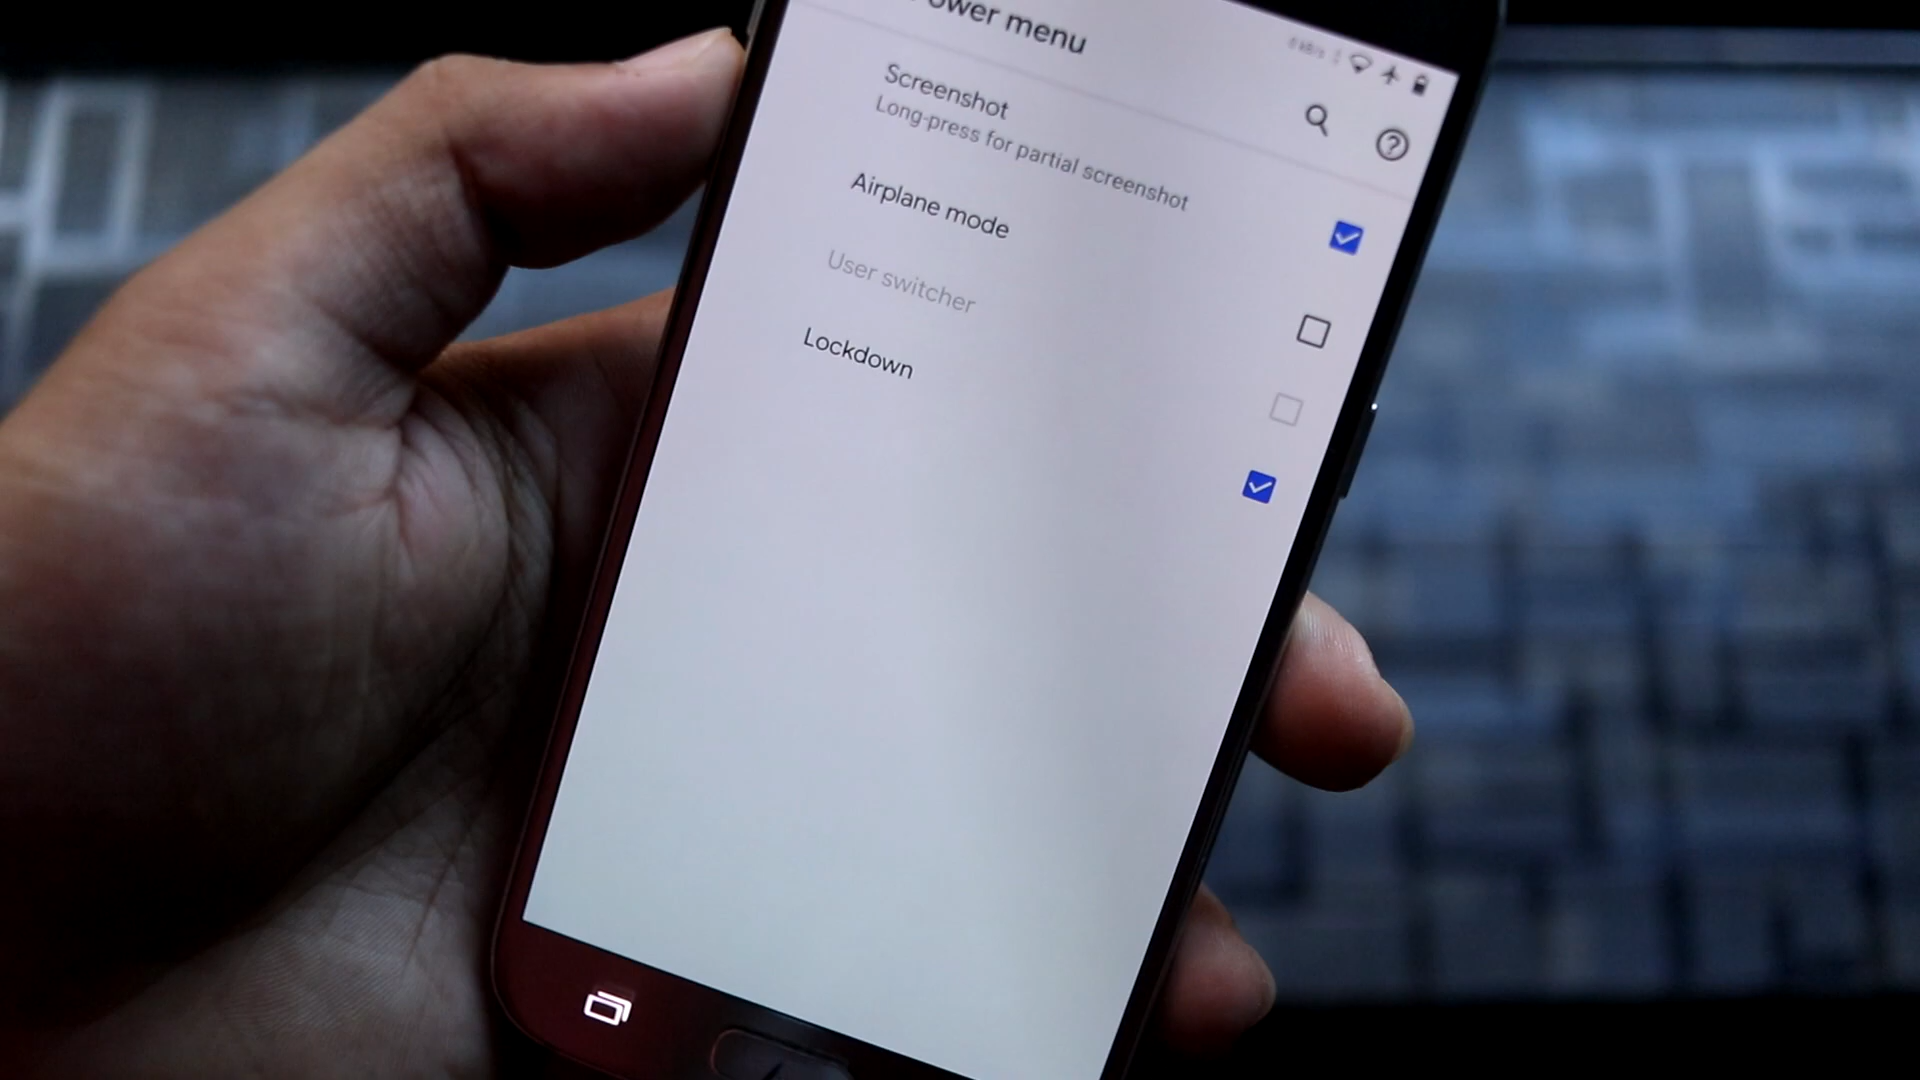 ower menu
Screenshot
Long-press for partial screenshot
Airplane mode
User switcher
Lockdown